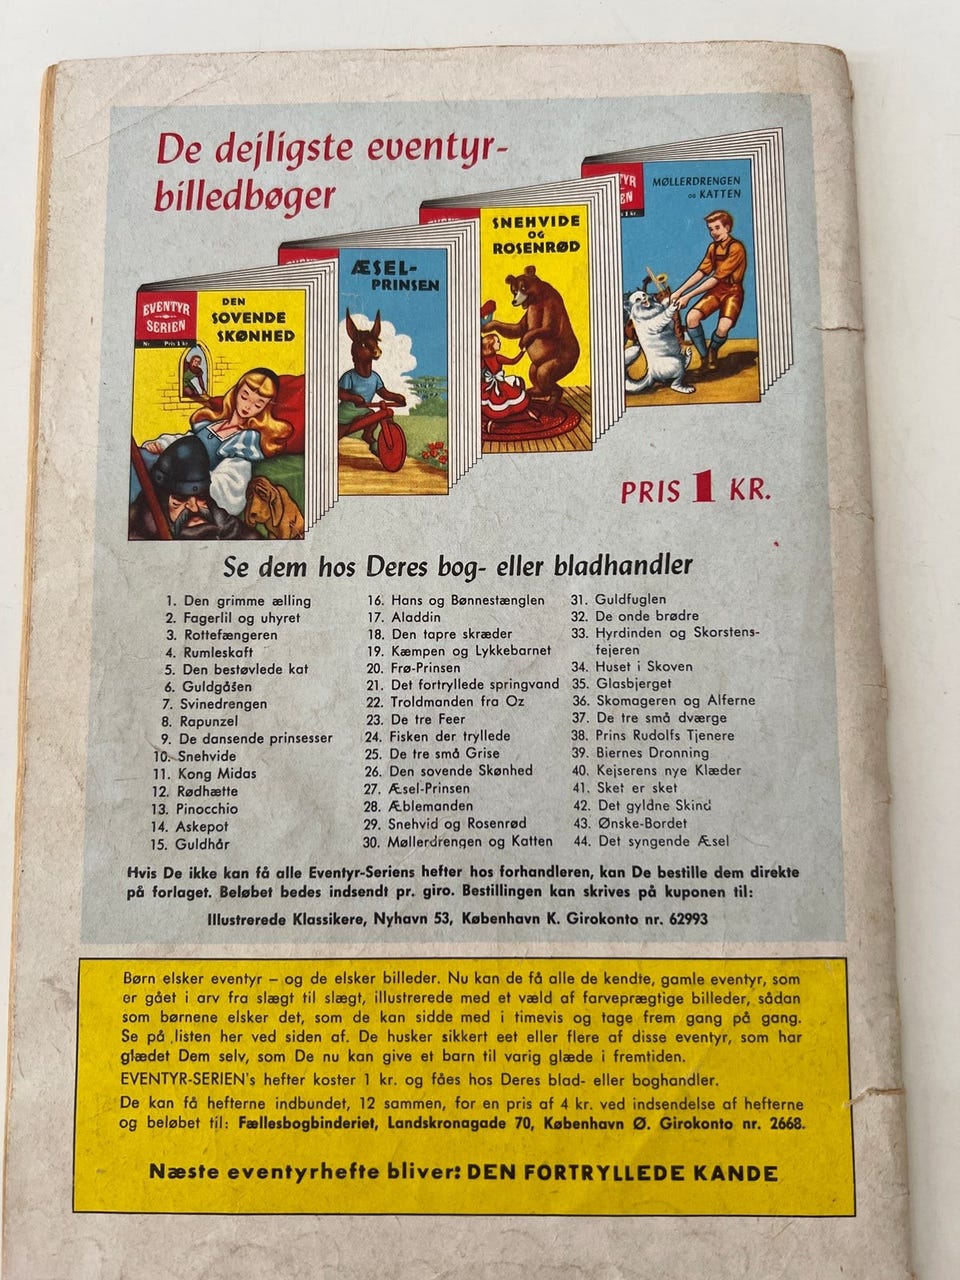 De dejligste eventyr-
billedbøger
MØLLERDRENGEN
OG KATTEN
SNEHVIDE
OG
ROSENRØD
ÆSEL-
PRINSEN
EVENTYR
SERIEN
Nr. Pris 1 kr.
DEN
SOVENDE
SKØNHED
PRIS 1 KR.
Se dem hos Deres bog- eller bladhandler
1. Den grimme ælling
2. Fagerlil og uhyret
3. Rottefængeren
4. Rumleskaft
5. Den bestøvlede kat
6. Guldgåsen
7. Svinedrengen
8. Rapunzel
9. De dansende prinsesser
10. Snehvide
11. Kong Midas
12. Rødhætte
13. Pinocchio
14. Askepot
15. Guldhår
16. Hans og Bønnestænglen
17. Aladdin
18. Den tapre skræder
19. Kæmpen og Lykkebarnet
20. Frø-Prinsen
21. Det fortryllede springvand
22. Troldmanden fra Oz
23. De tre Feer
24. Fisken der tryllede
25. De tre små Grise
26. Den sovende Skønhed
27. Æsel-Prinsen
28. Æblemanden
29. Snehvid og Rosenrød
30. Møllerdrengen og Katten
31. Guldfuglen
32. De onde brødre
33. Hyrdinden og Skorstens-
fejeren
34. Huset i Skoven
35. Glasbjerget
36. Skomageren og Alferne
37. De tre små dværge
38. Prins Rudolfs Tjenere
39. Biernes Dronning
40. Kejserens nye Klæder
41. Sket er sket
42. Det gyldne Skind
43. Ønske-Bordet
44. Det syngende Æsel
Hvis De ikke kan få alle Eventyr-Seriens hefter hos forhandleren, kan De bestille dem direkte
på forlaget. Beløbet bedes indsendt pr. giro. Bestillingen kan skrives på kuponen til:
Illustrerede Klassikere, Nyhavn 53, København K. Girokonto nr. 62993
Børn elsker eventyr – og de elsker billeder. Nu kan de få alle de kendte, gamle eventyr, som
er gået i arv fra slægt til slægt, illustrerede med et væld af farveprægtige billeder, sådan
som børnene elsker det, som de kan sidde med i timevis og tage frem gang på gang.
Se på listen her ved siden af. De husker sikkert eet eller flere af disse eventyr, som har
glædet Dem selv, som De nu kan give et barn til varig glæde i fremtiden.
EVENTYR-SERIEN's hefter koster 1 kr. og fåes hos Deres blad- eller boghandler.
De kan få hefterne indbundet, 12 sammen, for en pris af 4 kr. ved indsendelse af hefterne
og beløbet til: Fællesbogbinderiet, Landskronagade 70, København Ø. Girokonto nr. 2668.
Næste eventyrhefte bliver: DEN FORTRYLLEDE KANDE